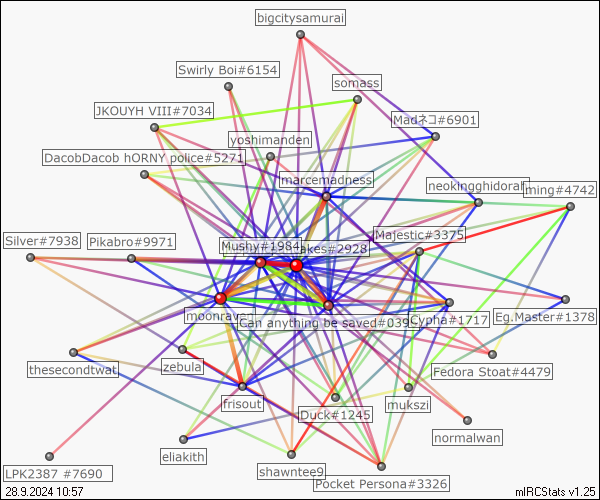 bigcitysamurai
Swirly Boi#6154
somass
JKOUYH VIII#7034
Madネコ#6901
yoshimanden
DacobDacob hORNY police#5271
marcemadness
neokingghidorah
ming#4742
Majestic#3375
Silver#7938
Pikabro#9971
Mushy#1984
akes#2928
moonraven
Can anything be saved#039
Cypha#1717
Eg.Master#1378
thesecondtwat
zebula
Fedora Stoat#4479
frisout
Duck#1245
mukszi
normalwan
eliakith
shawntee9
LPK2387 #7690
Pocket Persona#3326
28.9.2024 10:57
mIRCStats v1.25